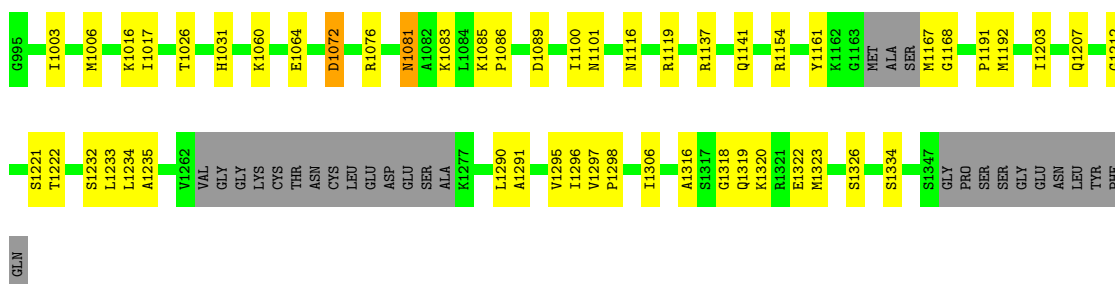 G995 I1003 M1006 K1016 I1017 T1026 H1031 K1060 E1064 D1072 R1076 N1081 A1082 K1083 L1084 K1085 P1086 D1089 I1100 N1101 N1116 R1119 R1137 Q1141 R1154 Y1161 K1162 G1163 MET ALA SER M1167 G1168 P1191 M1192 I1203 Q1207
S1221 T1222 S1232 L1233 L1234 A1235 V1262 VAL GLY GLY LYS CYS THR ASN CYS LEU GLU ASP GLU SER ALA K1277 L1290 A1291 V1295 I1296 V1297 P1298 I1306 A1316 S1317 G1318 Q1319 K1320 R1321 E1322 M1323 S1326 S1334 S1347 GLY PRO SER SER GLY GLU ASN LEU TYR PHE
GLN